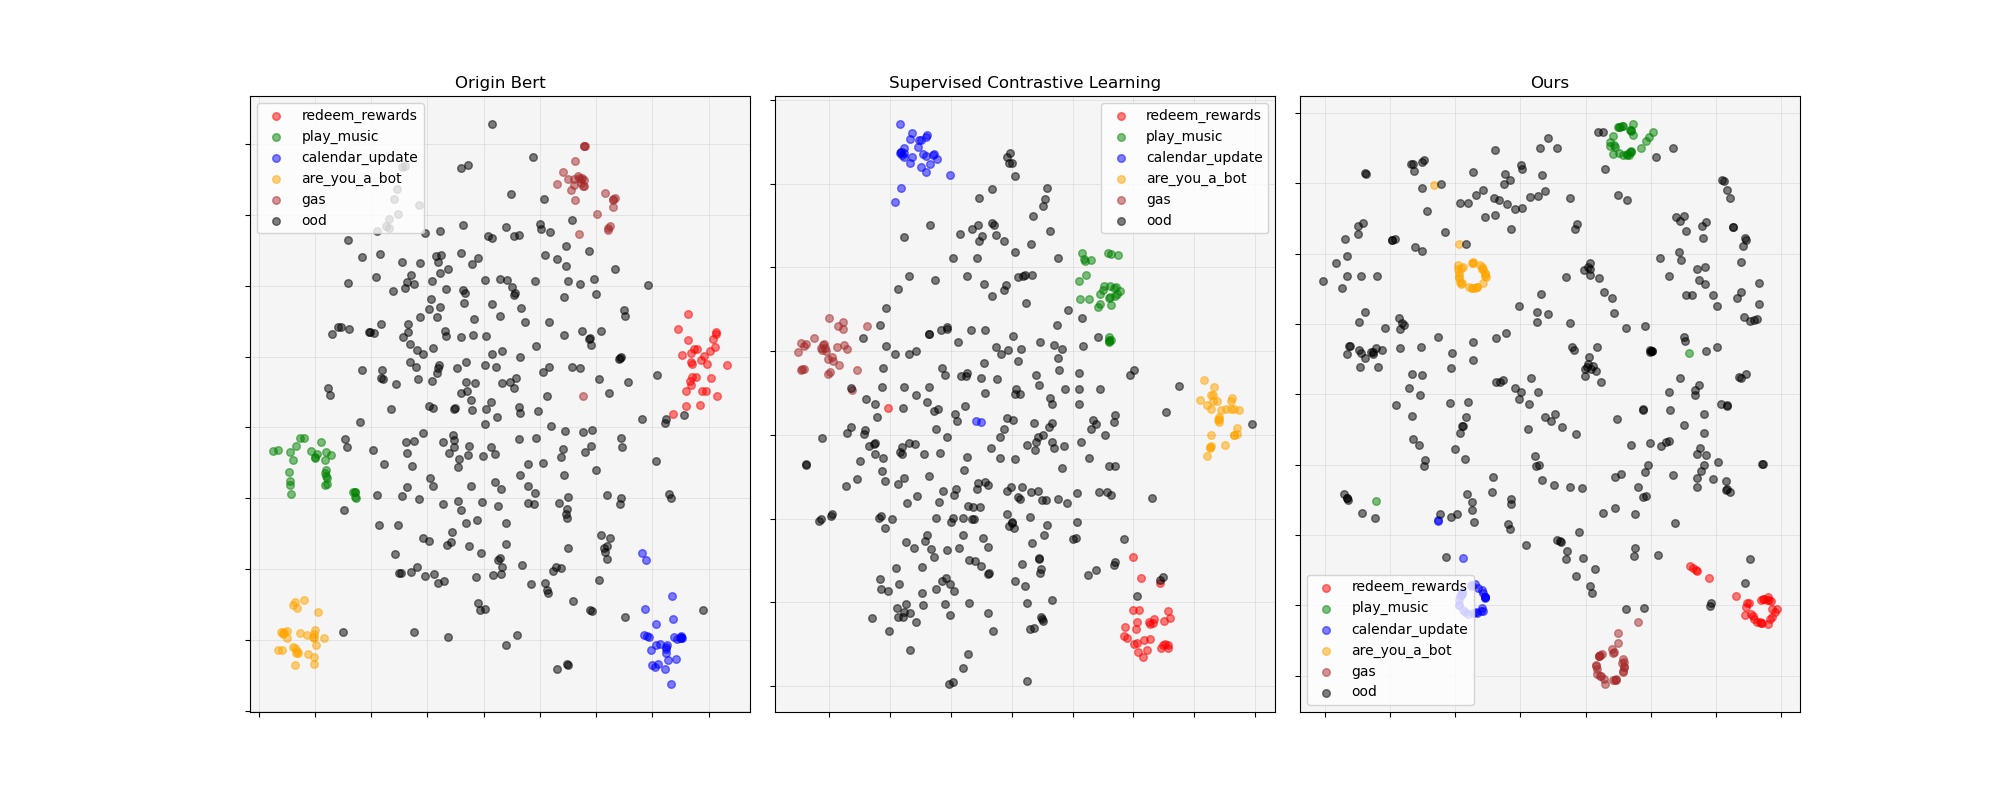 Origin Bert
redeem_rewards
play_music
calendar_update
are_you_a_bot
gas
ood
Supervised Contrastive Learning
redeem_rewards
play_music
calendar_update
are_you_a_bot
gas
ood
Ours
redeem_rewards
play_music
calendar_update
are_you_a_bot
gas
ood